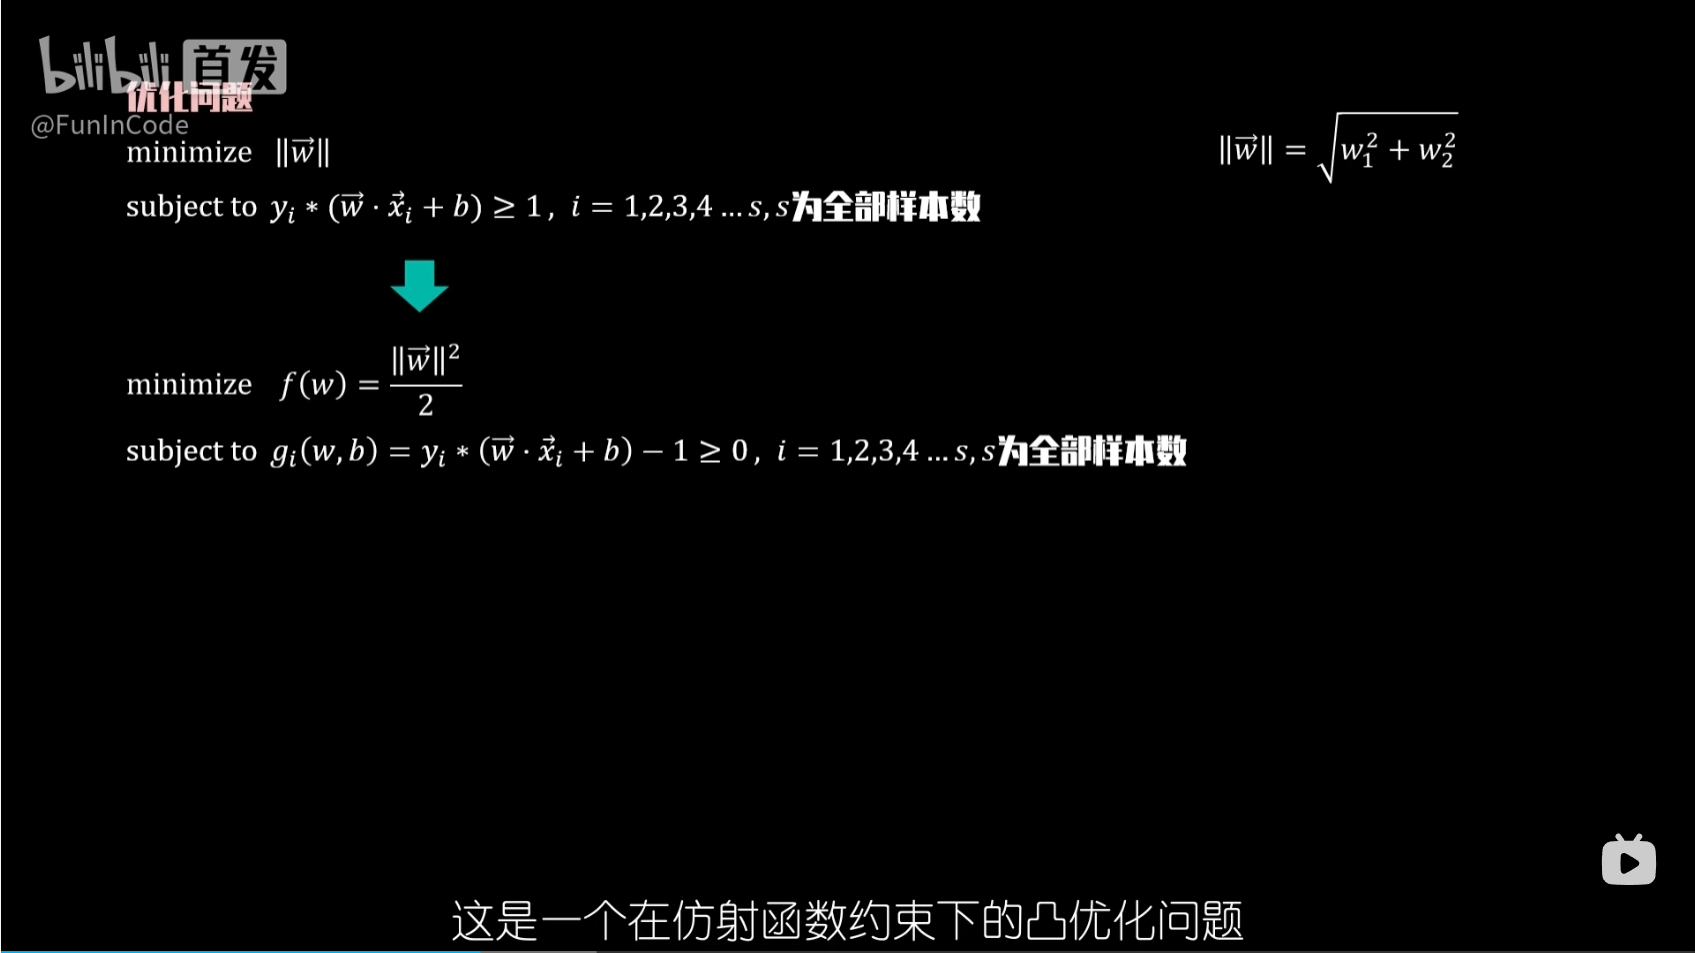 bilibili 首发
优化问题
@FunInCode
minimize ‖w⃗‖
‖w⃗‖ = √(w₁² + w₂²)
subject to yᵢ * (w⃗ · x⃗ᵢ + b) ≥ 1, i = 1,2,3,4 … s, s为全部样本数
minimize f(w) = ‖w⃗‖² / 2
subject to gᵢ(w, b) = yᵢ * (w⃗ · x⃗ᵢ + b) − 1 ≥ 0, i = 1,2,3,4 … s, s为全部样本数
这是一个在仿射函数约束下的凸优化问题